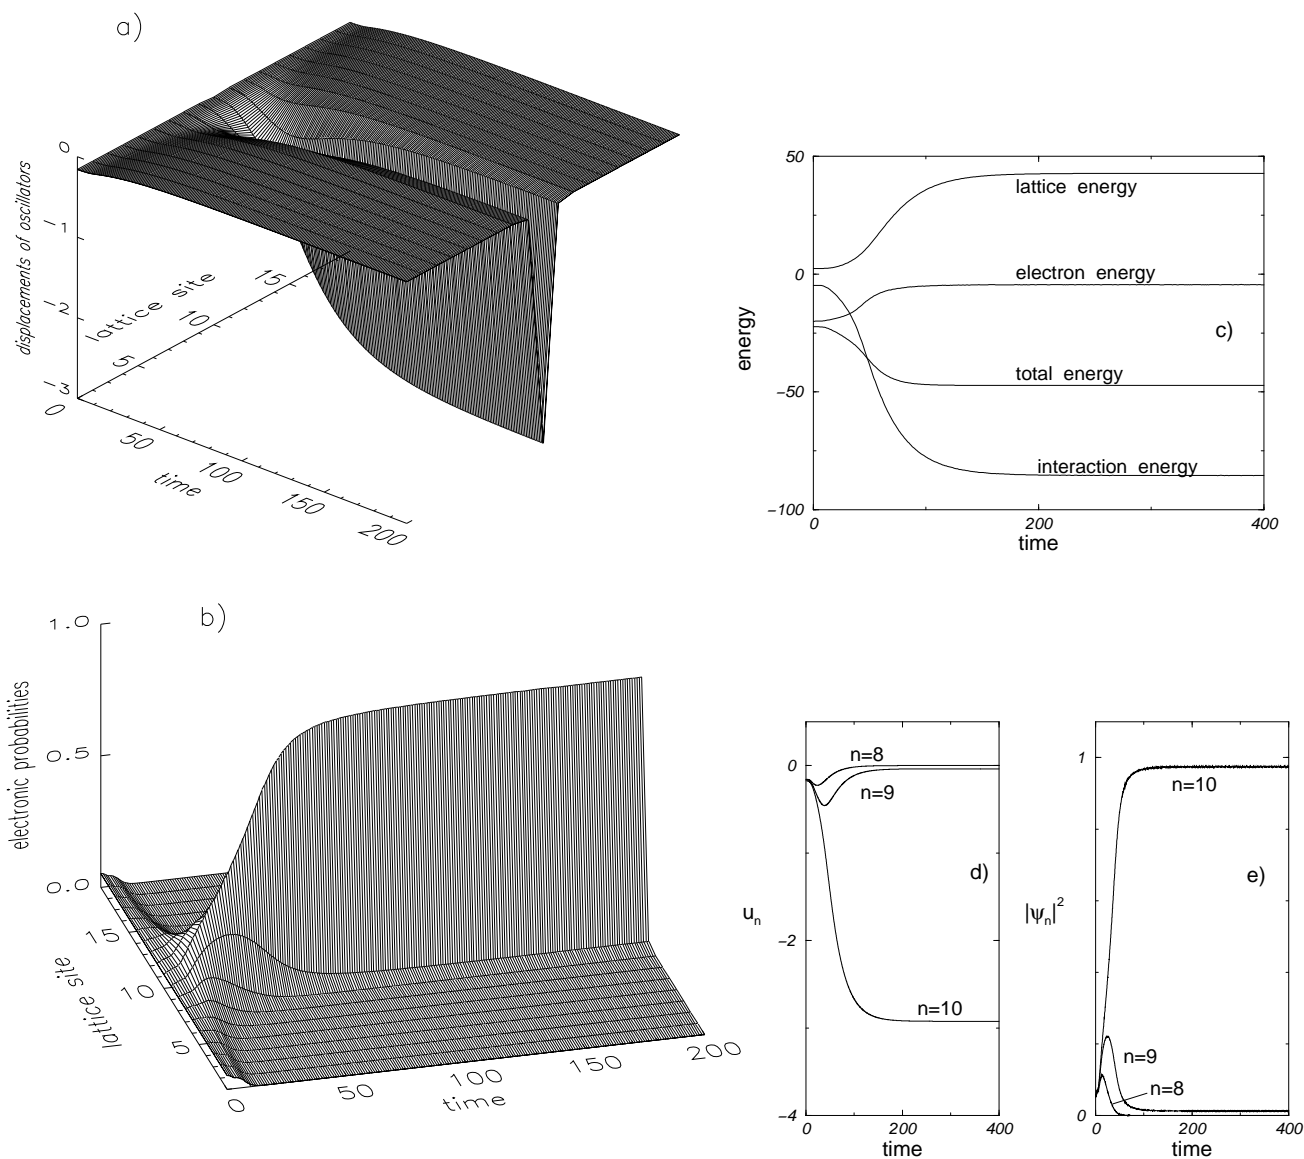 a)
0
−1
−2
−3
displacements of oscillators
15
10
5
lattice site
0
50
100
150
200
time
50
0
−50
−100
energy
lattice energy
electron energy
c)
total energy
interaction energy
0
200
400
time
b)
1.0
0.5
0.0
electronic probabilities
15
10
5
lattice site
0
50
100
150
200
time
0
−2
−4
u_n
n=8
n=9
d)
n=10
0
200
400
time
1
0
|ψ_n|^2
n=10
e)
n=9
n=8
0
200
400
time